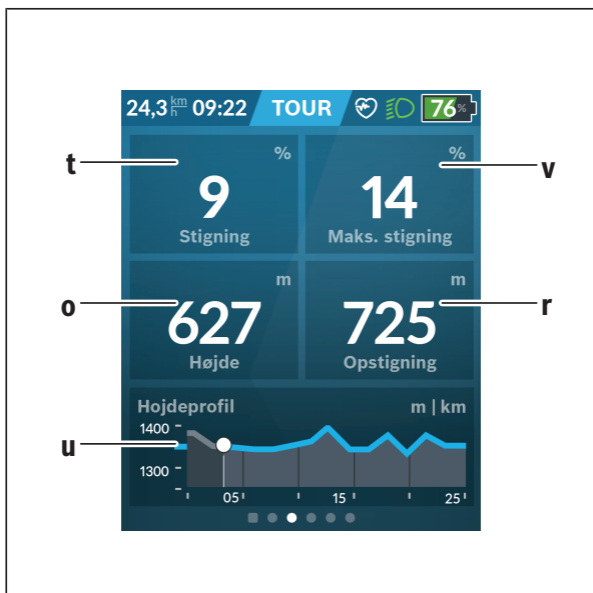 24,3 km/h 09:22 TOUR 76%
t % % v
9 14
Stigning Maks. stigning
o m m r
627 725
Højde Opstigning
Hojdeprofil m | km
1400
u
1300
05 15 25